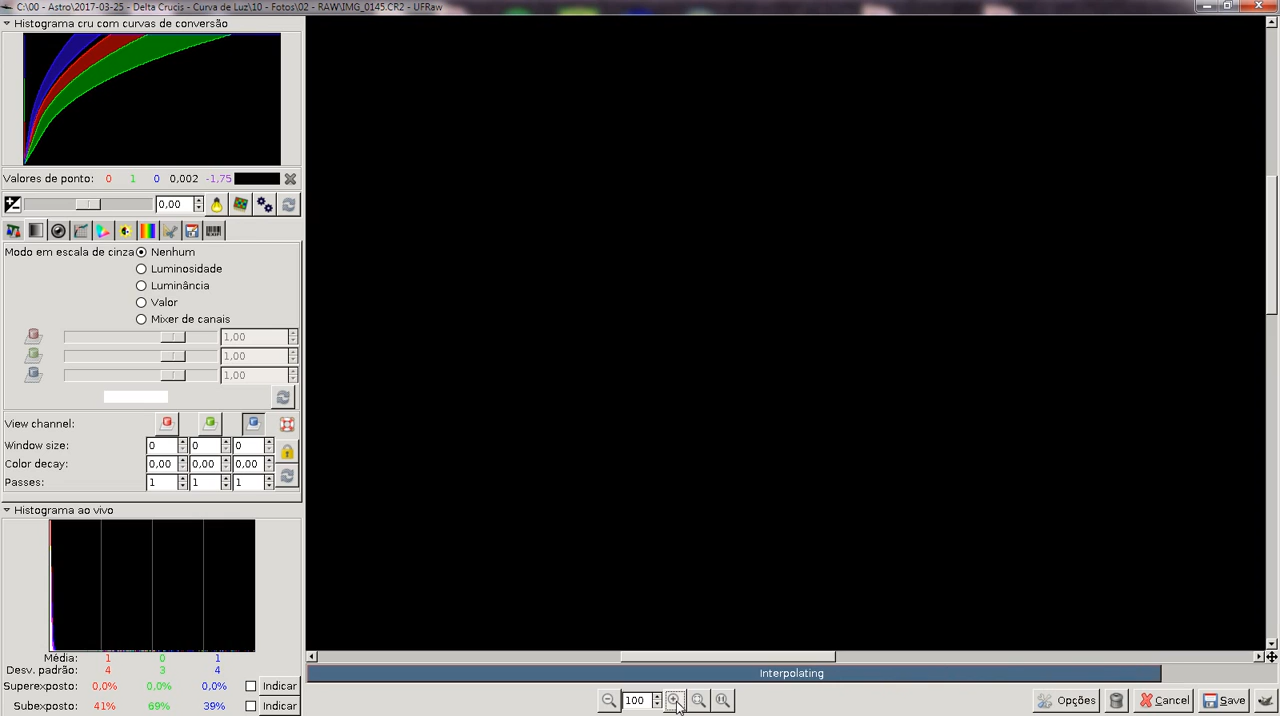 C:\00 - Astro\2017-03-25 - Delta Crucis - Curva de Luz\10 - Fotos\02 - RAW\IMG_0145.CR2 - UFRaw
Histograma cru com curvas de conversão
Valores de ponto: 0 1 0 0,002 -1,75
0,00
Modo em escala de cinza Nenhum
Luminosidade
Luminância
Valor
Mixer de canais
1,00
1,00
1,00
View channel:
Window size: 0 0 0
Color decay: 0,00 0,00 0,00
Passes: 1 1 1
Histograma ao vivo
Média: 1 0 1
Desv. padrão: 4 3 4
Superexposto: 0,0% 0,0% 0,0% Indicar
Subexposto: 41% 69% 39% Indicar
Interpolating
100 Opções Cancel Save